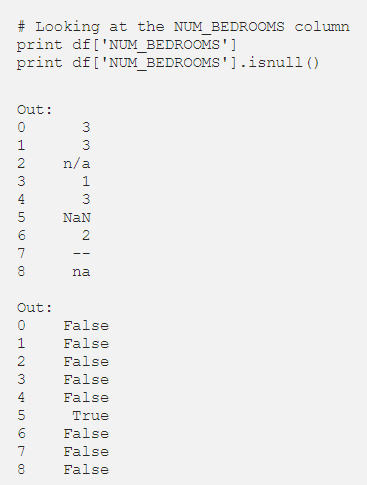 # Looking at the NUM_BEDROOMS column
print df['NUM_BEDROOMS']
print df['NUM_BEDROOMS'].isnull()
Out:
0 3
1 3
2 n/a
3 1
4 3
5 NaN
6 2
7 --
8 na
Out:
0 False
1 False
2 False
3 False
4 False
5 True
6 False
7 False
8 False